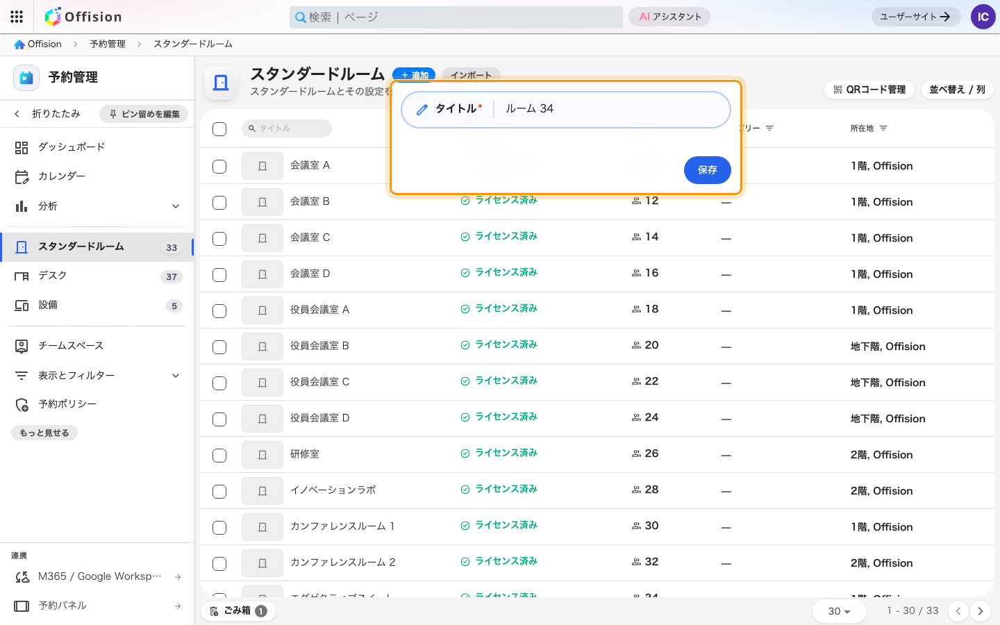 Offision
検索 | ページ
AI アシスタント
ユーザーサイト
IC
Offision
予約管理
スタンダードルーム
予約管理
折りたたみ
ピン留めを編集
ダッシュボード
カレンダー
分析
スタンダードルーム
33
デスク
37
設備
5
チームスペース
表示とフィルター
予約ポリシー
もっと見せる
連携
M365 / Google Worksp···
予約パネル
スタンダードルーム
+ 追加
インポート
スタンダードルームとその設定を
QRコード管理
並べ替え / 列
タイトル*
ルーム 34
保存
タイトル
ゴリー
所在地
会議室 A
1階, Offision
会議室 B
ライセンス済み
12
—
1階, Offision
会議室 C
ライセンス済み
14
—
1階, Offision
会議室 D
ライセンス済み
16
—
1階, Offision
役員会議室 A
ライセンス済み
18
—
1階, Offision
役員会議室 B
ライセンス済み
20
—
地下階, Offision
役員会議室 C
ライセンス済み
22
—
地下階, Offision
役員会議室 D
ライセンス済み
24
—
地下階, Offision
研修室
ライセンス済み
26
—
2階, Offision
イノベーションラボ
ライセンス済み
28
—
2階, Offision
カンファレンスルーム 1
ライセンス済み
30
—
1階, Offision
カンファレンスルーム 2
ライセンス済み
32
—
2階, Offision
エグゼクティブスイート
ライセンス済み
34
ごみ箱
1
30
1 - 30 / 33